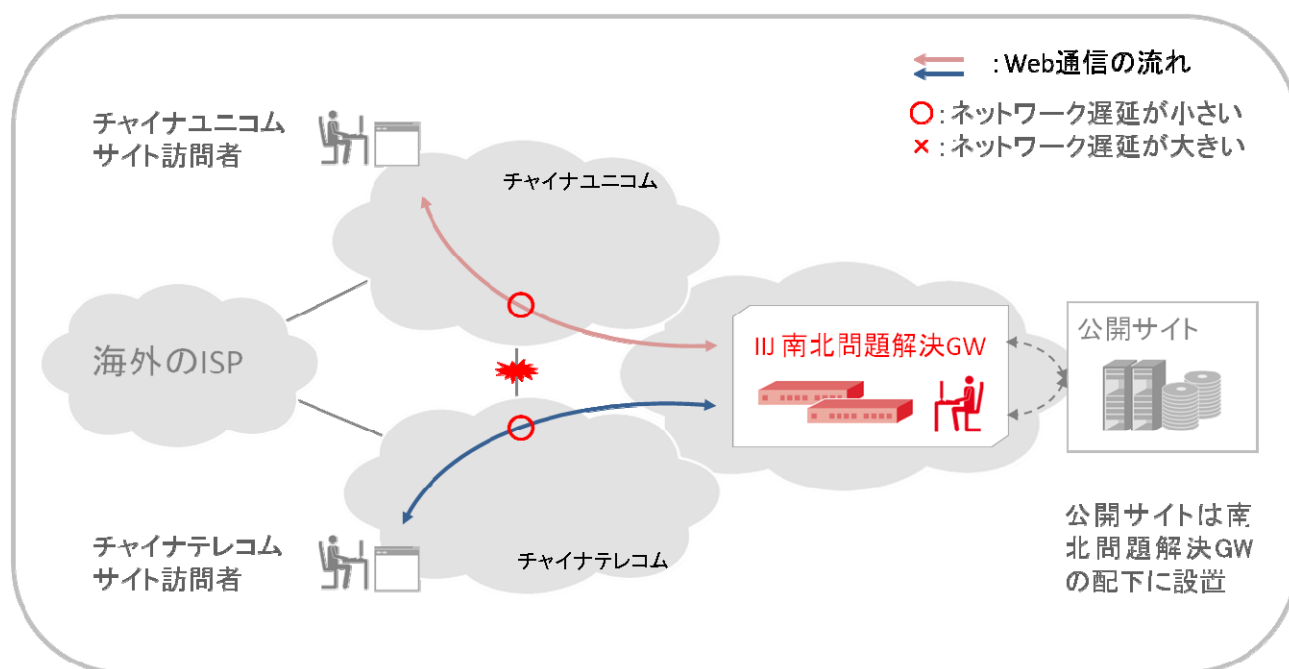 : Web通信の流れ
○: ネットワーク遅延が小さい
×: ネットワーク遅延が大きい
チャイナユニコム
サイト訪問者
チャイナユニコム
海外のISP
IIJ 南北問題解決GW
公開サイト
チャイナテレコム
サイト訪問者
チャイナテレコム
公開サイトは南
北問題解決GW
の配下に設置